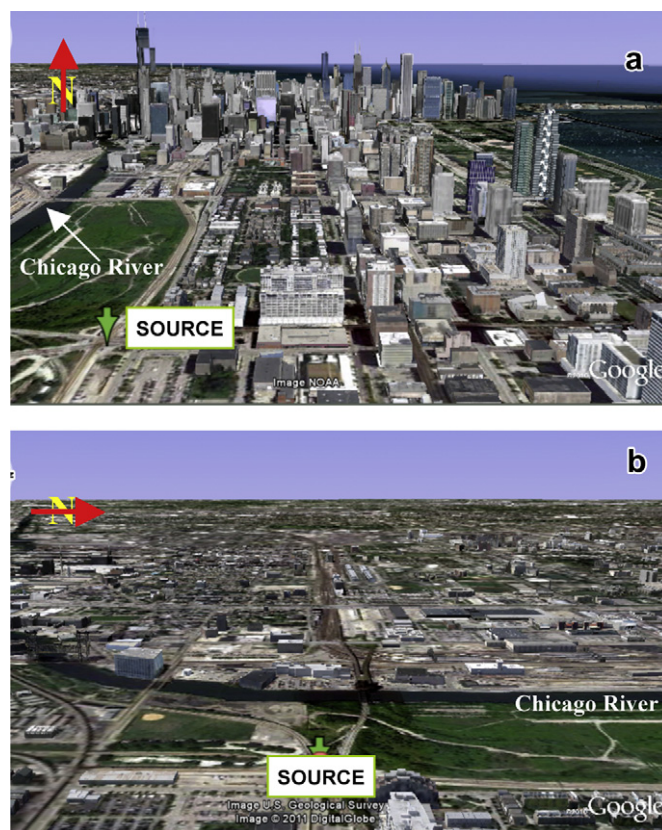 a
N
Chicago River
SOURCE
Image NOAA
Google
b
N
Chicago River
SOURCE
Image U.S. Geological Survey
Image © 2011 DigitalGlobe
Google